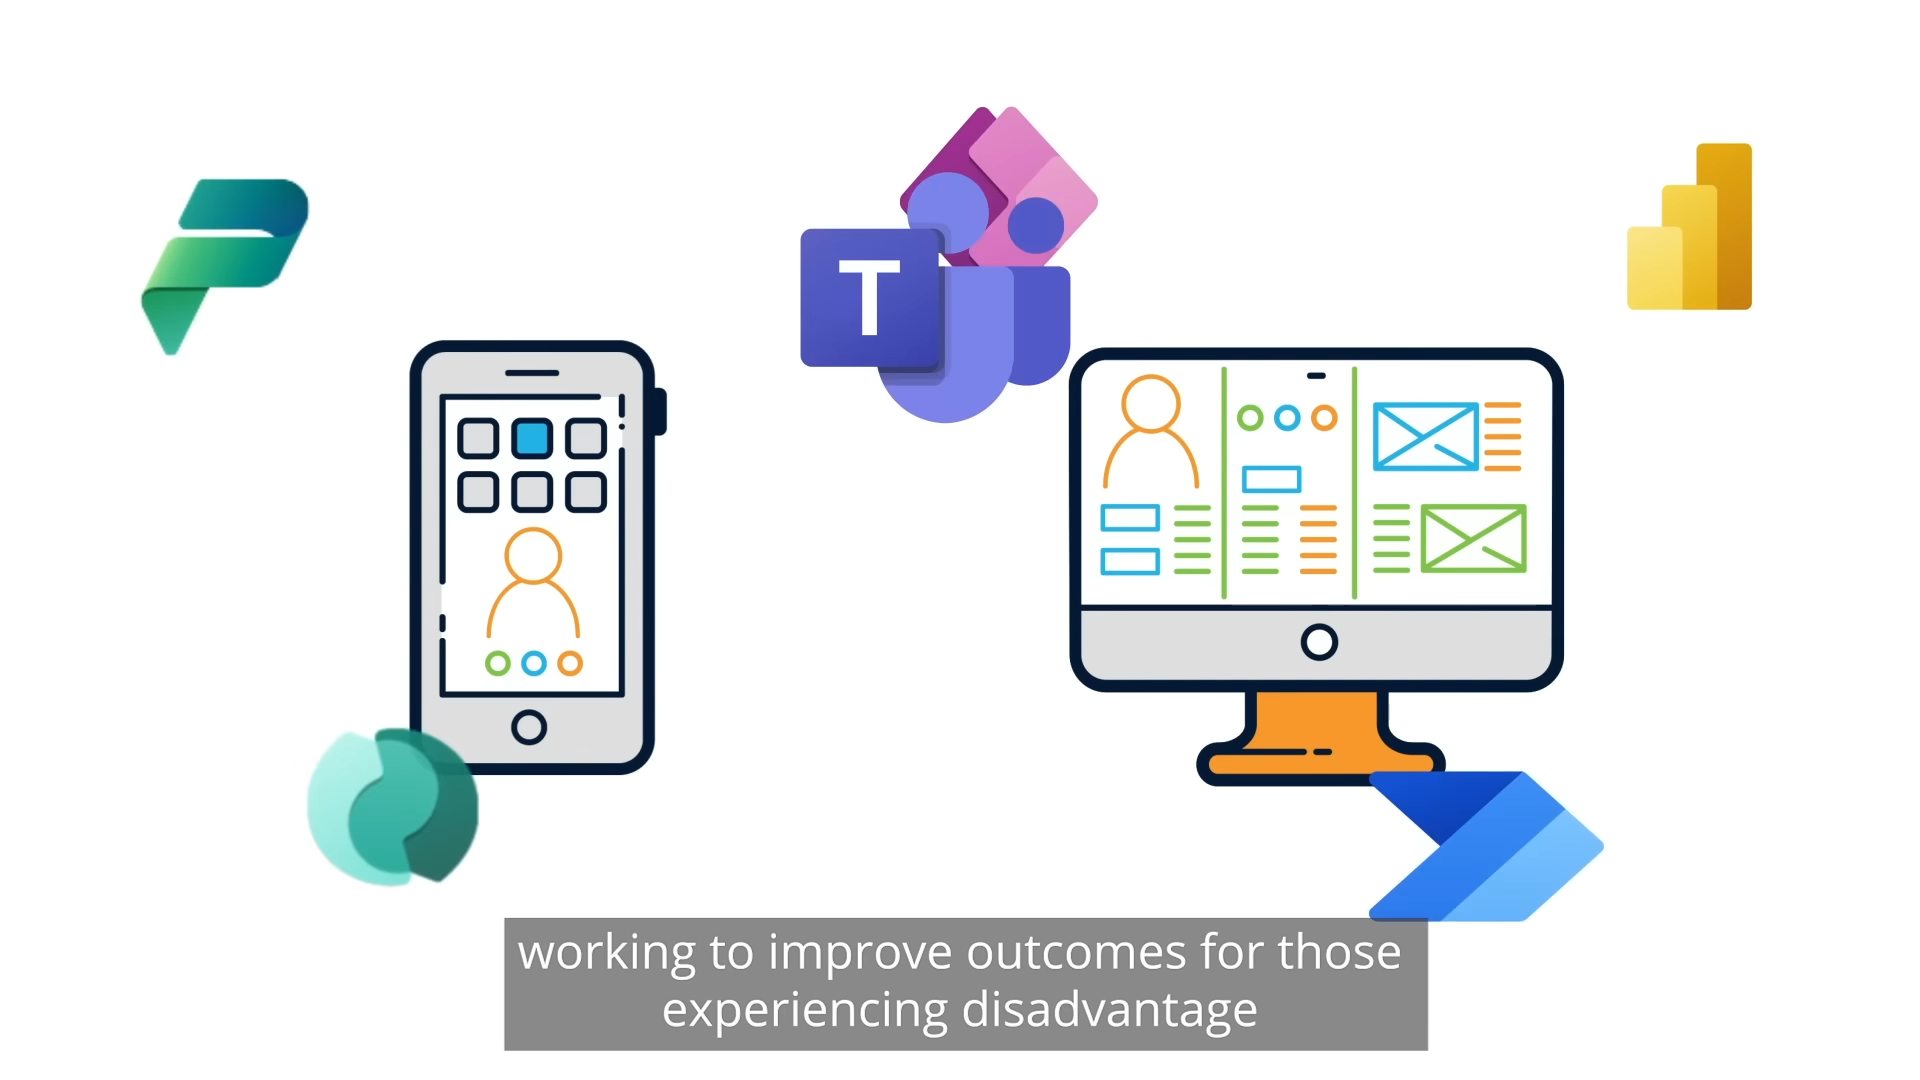 T
working to improve outcomes for those
experiencing disadvantage